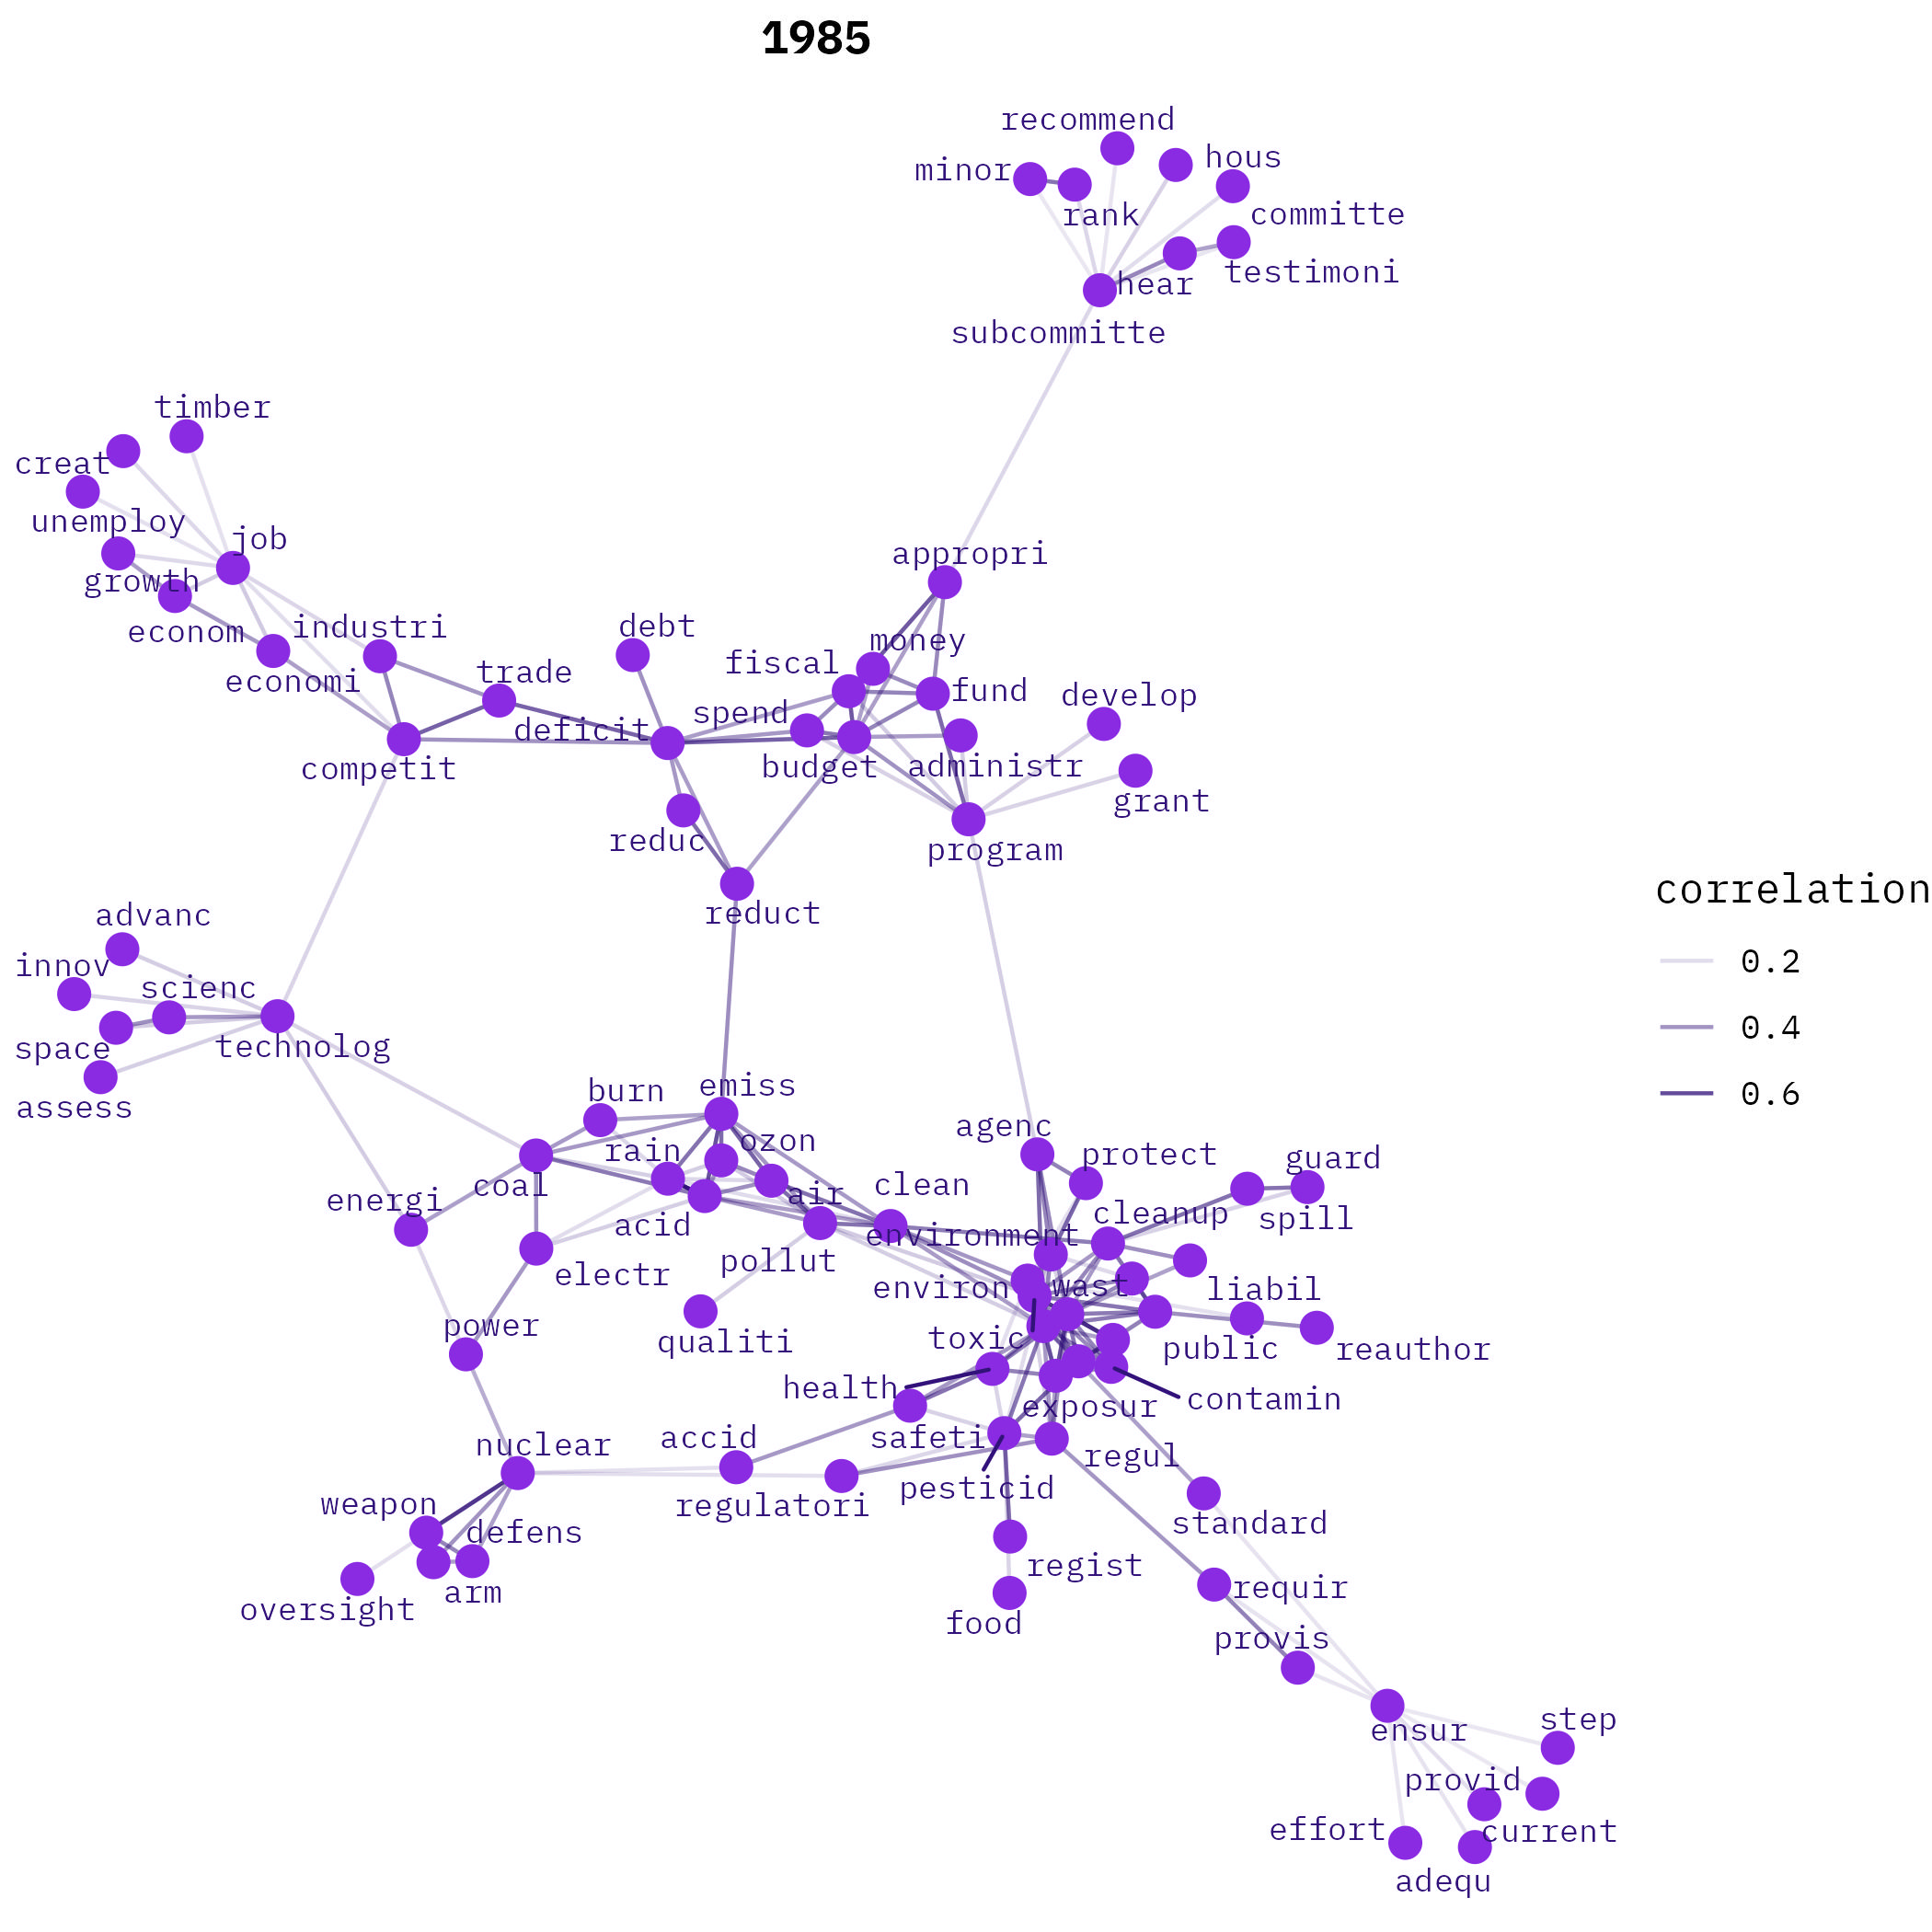 1985
recommend
minor
hous
rank
committe
hear
testimoni
subcommitte
timber
creat
unemploy
job
growth
econom
industri
economi
trade
competit
debt
deficit
appropri
money
fiscal
fund
spend
develop
budget
administr
grant
reduc
program
reduct
correlation
0.2
0.4
0.6
advanc
innov
scienc
space
technolog
assess
burn
emiss
rain
ozon
coal
air
acid
energi
electr
pollut
clean
agenc
protect
guard
cleanup
spill
environment
environ
wast
liabil
qualiti
toxic
public
reauthor
power
health
exposur
contamin
nuclear
accid
safeti
regul
regulatori
pesticid
standard
weapon
defens
arm
oversight
regist
food
requir
provis
ensur
step
provid
effort
current
adequ